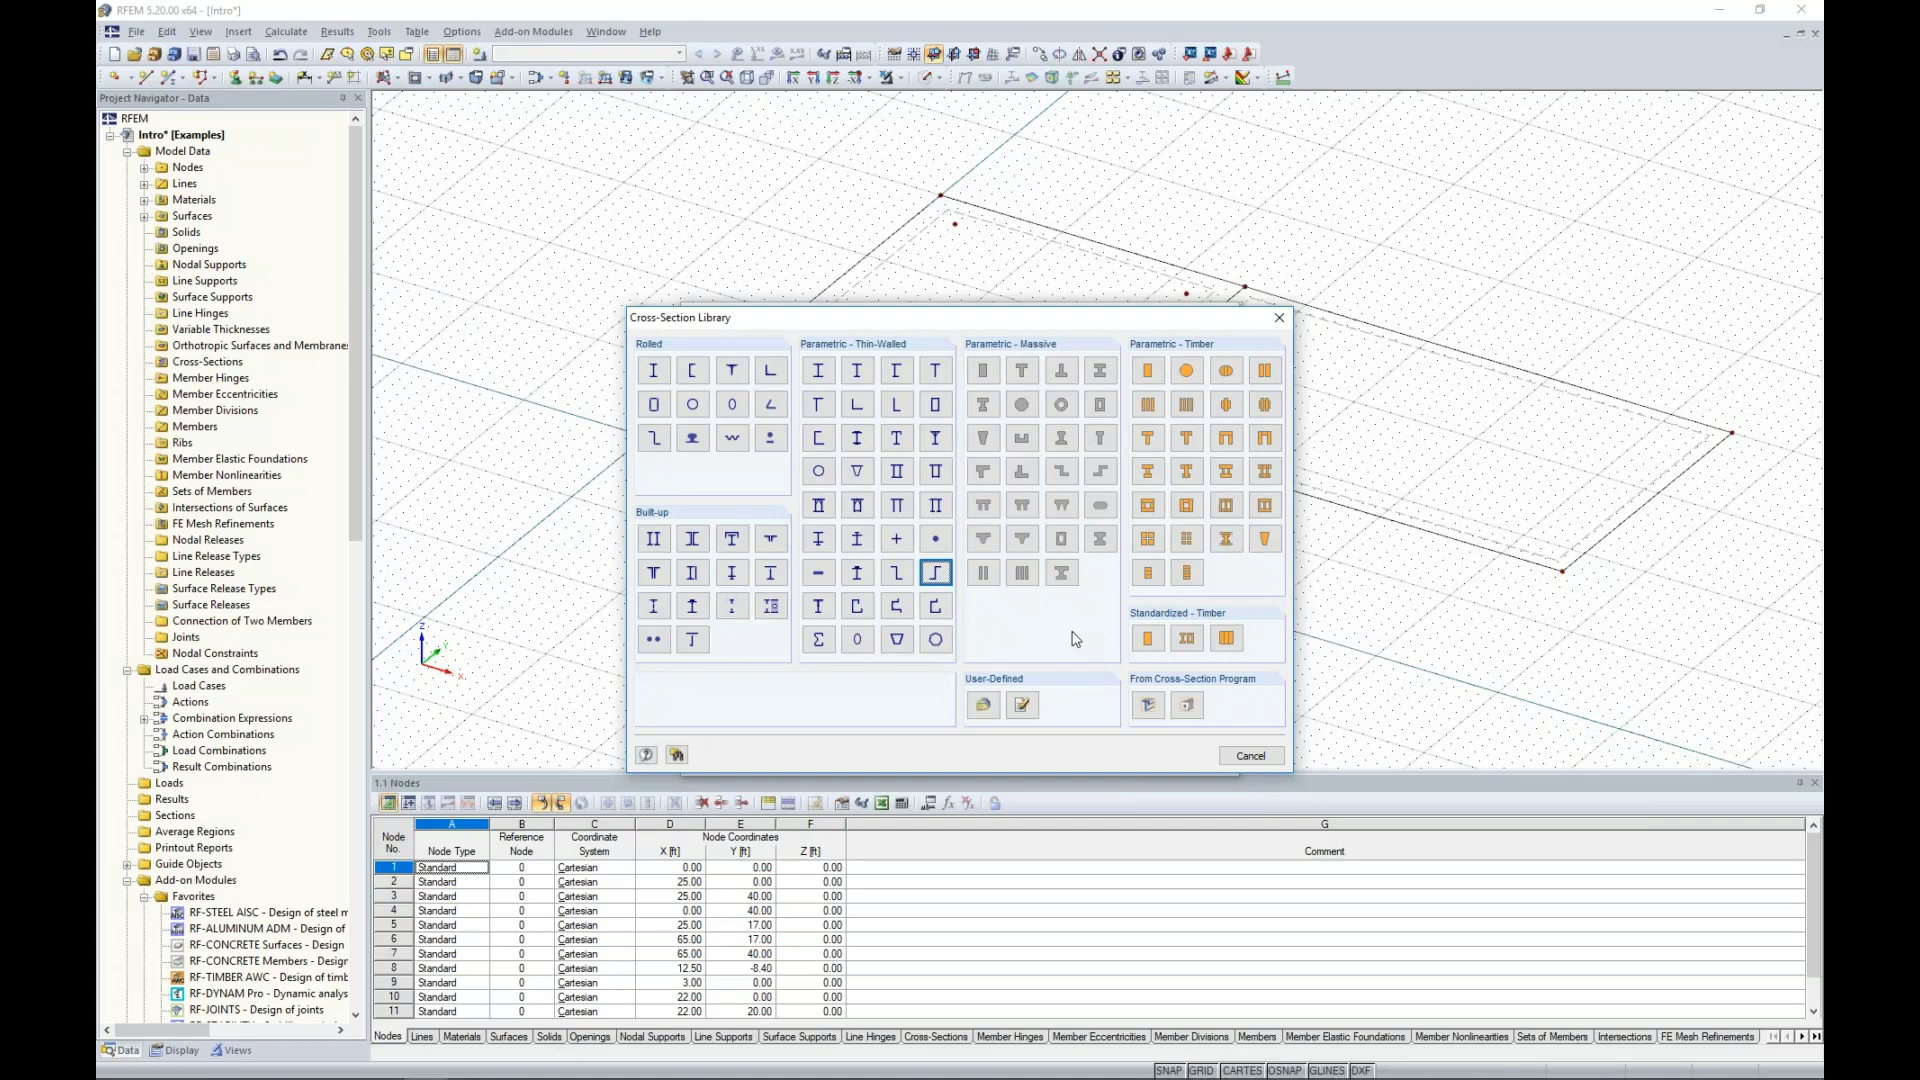 RFEM 5.20.00 x64 - [Intro*]
File Edit View Insert Calculate Results Tools Table Options Add-on Modules Window Help
Project Navigator - Data
RFEM
Intro* [Examples]
Model Data
Nodes
Lines
Materials
Surfaces
Solids
Openings
Nodal Supports
Line Supports
Surface Supports
Line Hinges
Variable Thicknesses
Orthotropic Surfaces and Membranes
Cross-Sections
Member Hinges
Member Eccentricities
Member Divisions
Members
Ribs
Member Elastic Foundations
Member Nonlinearities
Sets of Members
Intersections of Surfaces
FE Mesh Refinements
Nodal Releases
Line Release Types
Line Releases
Surface Release Types
Surface Releases
Connection of Two Members
Joints
Nodal Constraints
Load Cases and Combinations
Load Cases
Actions
Combination Expressions
Action Combinations
Load Combinations
Result Combinations
Loads
Results
Sections
Average Regions
Printout Reports
Guide Objects
Add-on Modules
Favorites
RF-STEEL AISC - Design of steel m
RF-ALUMINUM ADM - Design of
RF-CONCRETE Surfaces - Design
RF-CONCRETE Members - Design
RF-TIMBER AWC - Design of timb
RF-DYNAM Pro - Dynamic analys
RF-JOINTS - Design of joints
Data Display Views
Z
X
Cross-Section Library
Rolled
Parametric - Thin-Walled
Parametric - Massive
Parametric - Timber
Built-up
Standardized - Timber
User-Defined
From Cross-Section Program
Cancel
1.1 Nodes
A B C D E F G
Node Reference Coordinate Node Coordinates
No. Node Type Node System X [ft] Y [ft] Z [ft] Comment
1 Standard 0 Cartesian 0.00 0.00 0.00
2 Standard 0 Cartesian 25.00 0.00 0.00
3 Standard 0 Cartesian 25.00 40.00 0.00
4 Standard 0 Cartesian 0.00 40.00 0.00
5 Standard 0 Cartesian 25.00 17.00 0.00
6 Standard 0 Cartesian 65.00 17.00 0.00
7 Standard 0 Cartesian 65.00 40.00 0.00
8 Standard 0 Cartesian 12.50 -8.40 0.00
9 Standard 0 Cartesian 3.00 0.00 0.00
10 Standard 0 Cartesian 22.00 0.00 0.00
11 Standard 0 Cartesian 22.00 20.00 0.00
Nodes Lines Materials Surfaces Solids Openings Nodal Supports Line Supports Surface Supports Line Hinges Cross-Sections Member Hinges Member Eccentricities Member Divisions Members Member Elastic Foundations Member Nonlinearities Sets of Members Intersections FE Mesh Refinements
SNAP GRID CARTES OSNAP GLINES DXF